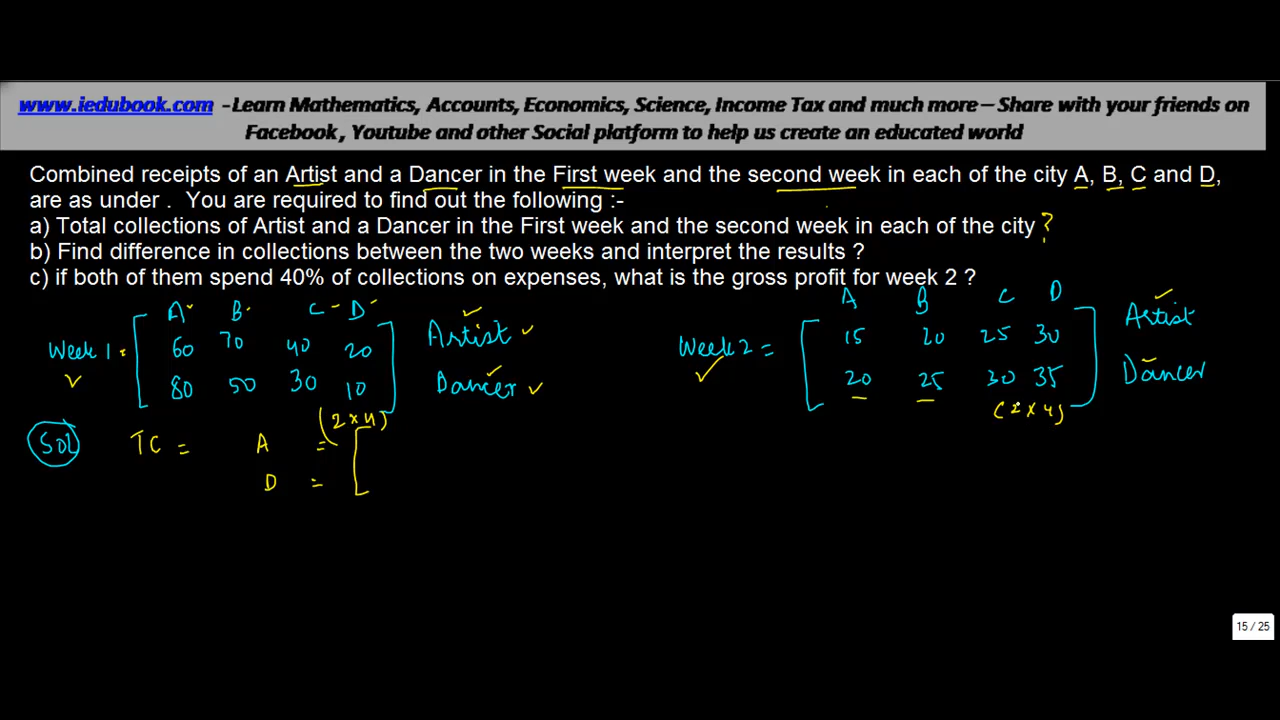 www.iedubook.com - Learn Mathematics, Accounts, Economics, Science, Income Tax and much more – Share with your friends on
Facebook, Youtube and other Social platform to help us create an educated world
Combined receipts of an Artist and a Dancer in the First week and the second week in each of the city A, B, C and D,
are as under . You are required to find out the following :-
a) Total collections of Artist and a Dancer in the First week and the second week in each of the city ?
b) Find difference in collections between the two weeks and interpret the results ?
c) if both of them spend 40% of collections on expenses, what is the gross profit for week 2 ?
A B C D
Week 1 = 60 70 40 20 Artist
80 50 30 10 Dancer
(2 x 4)
A B C D
Week 2 = 15 20 25 30 Artist
20 25 30 35 Dancer
(2 x 4)
Sol TC = A =
D =
15 / 25